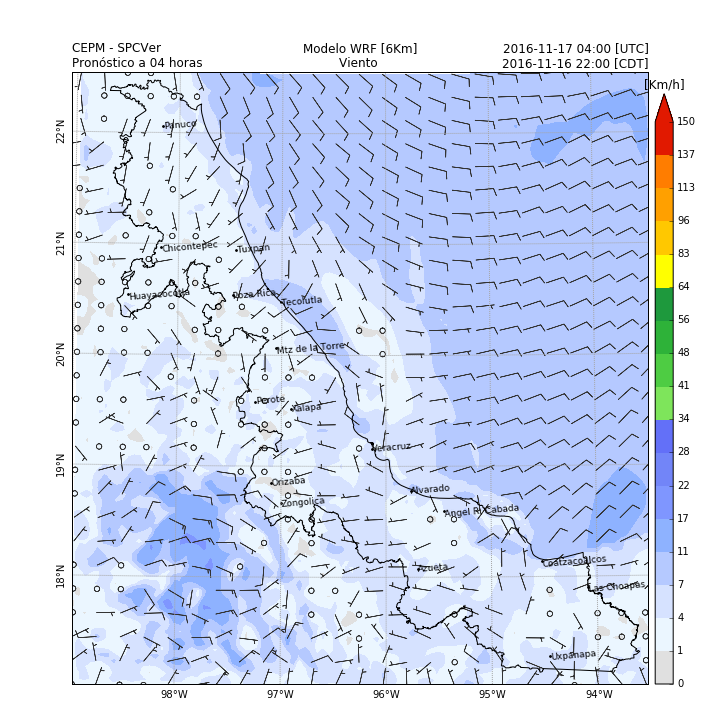 CEPM - SPCVer Modelo WRF [6Km] 2016-11-17 04:00 [UTC]
Pronóstico a 04 horas Viento 2016-11-16 22:00 [CDT]
[Km/h]
150
137
113
96
83
64
56
48
41
34
28
22
17
11
7
4
1
0
22°N
21°N
20°N
19°N
18°N
Panuco
Chicontepec
Tuxpan
Huayacocotla
Poza Rica
Tecolutla
Mtz de la Torre
Perote
Xalapa
Veracruz
Orizaba
Alvarado
Zongolica
Angel R. Cabada
Coatzacoalcos
Azueta
Las Choapas
Uxpanapa
98°W 97°W 96°W 95°W 94°W